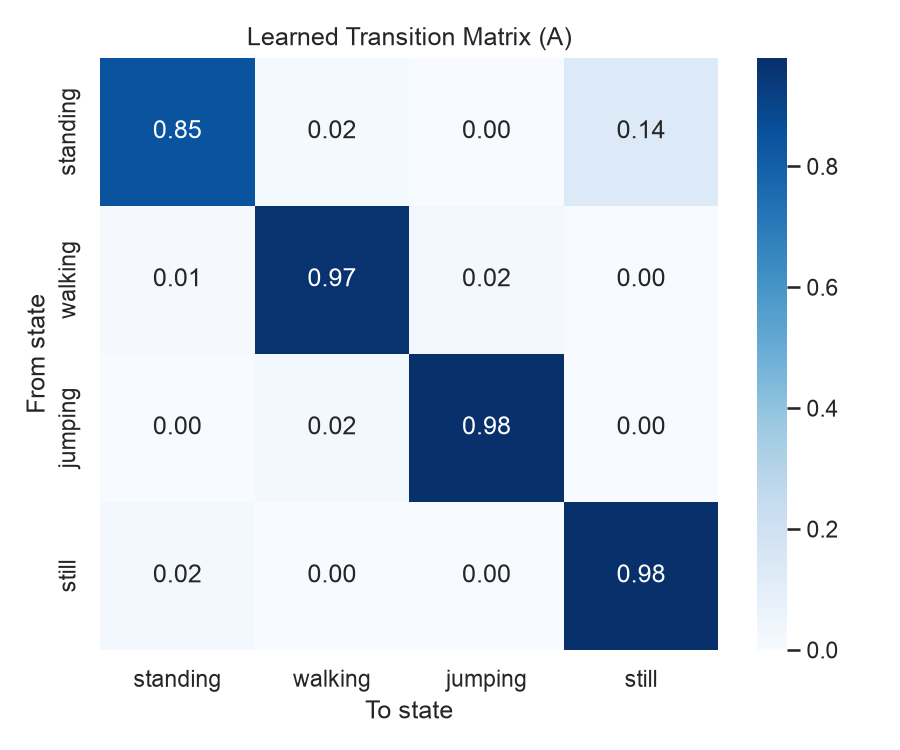 Learned Transition Matrix (A)
From state
standing
0.85
0.02
0.00
0.14
walking
0.01
0.97
0.02
0.00
jumping
0.00
0.02
0.98
0.00
still
0.02
0.00
0.00
0.98
standing
walking
jumping
still
To state
0.8
0.6
0.4
0.2
0.0